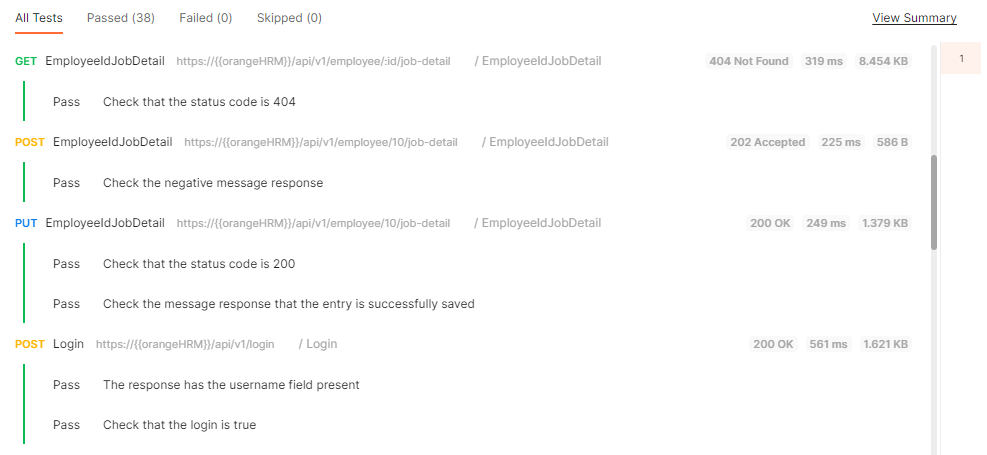 All Tests Passed (38) Failed (0) Skipped (0) View Summary
GET EmployeeIdJobDetail https://{{orangeHRM}}/api/v1/employee/:id/job-detail / EmployeeIdJobDetail 404 Not Found 319 ms 8.454 KB 1
Pass Check that the status code is 404
POST EmployeeIdJobDetail https://{{orangeHRM}}/api/v1/employee/10/job-detail / EmployeeIdJobDetail 202 Accepted 225 ms 586 B
Pass Check the negative message response
PUT EmployeeIdJobDetail https://{{orangeHRM}}/api/v1/employee/10/job-detail / EmployeeIdJobDetail 200 OK 249 ms 1.379 KB
Pass Check that the status code is 200
Pass Check the message response that the entry is successfully saved
POST Login https://{{orangeHRM}}/api/v1/login / Login 200 OK 561 ms 1.621 KB
Pass The response has the username field present
Pass Check that the login is true